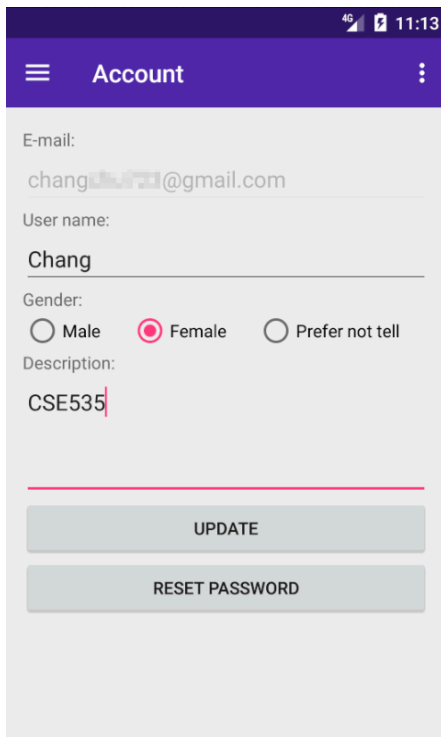 4G 11:13
Account
E-mail:
chang @gmail.com
User name:
Chang
Gender:
Male Female Prefer not tell
Description:
CSE535
UPDATE
RESET PASSWORD